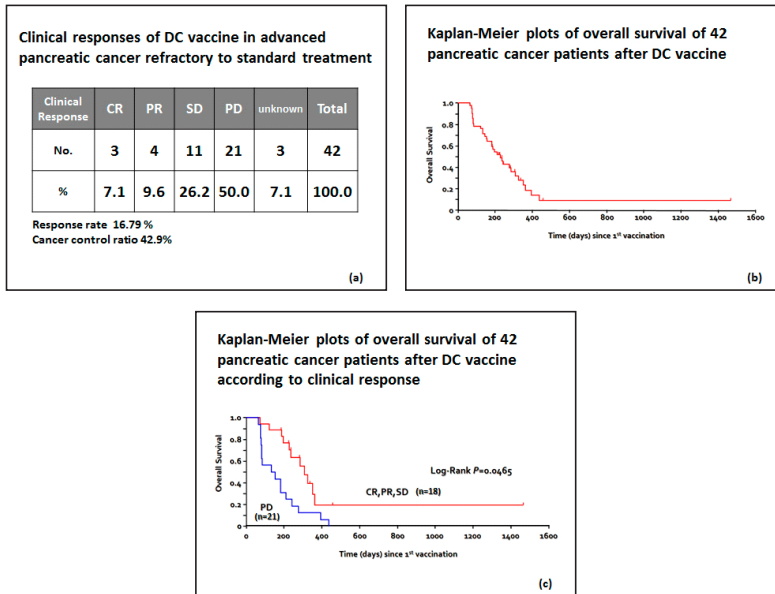 Clinical responses of DC vaccine in advanced
pancreatic cancer refractory to standard treatment
Clinical Response CR PR SD PD unknown Total
No. 3 4 11 21 3 42
% 7.1 9.6 26.2 50.0 7.1 100.0
Response rate 16.79 %
Cancer control ratio 42.9%
(a)
Kaplan-Meier plots of overall survival of 42
pancreatic cancer patients after DC vaccine
Overall Survival
1.0
0.8
0.6
0.4
0.2
0
0 200 400 600 800 1000 1200 1400 1600
Time (days) since 1st vaccination
(b)
Kaplan-Meier plots of overall survival of 42
pancreatic cancer patients after DC vaccine
according to clinical response
Overall Survival
1.0
0.8
0.6
0.4
0.2
0
Log-Rank P=0.0465
CR,PR,SD (n=18)
PD
(n=21)
0 200 400 600 800 1000 1200 1400 1600
Time (days) since 1st vaccination
(c)